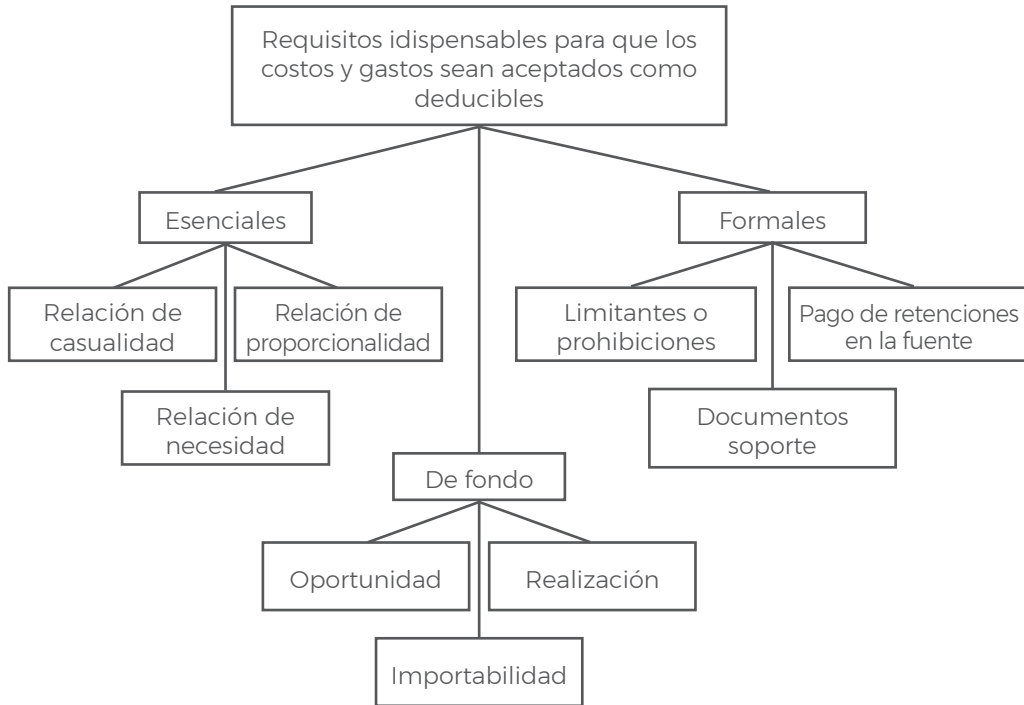 Requisitos idispensables para que los
costos y gastos sean aceptados como
deducibles
Esenciales
Formales
Relación de
casualidad
Relación de
proporcionalidad
Relación de
necesidad
Limitantes o
prohibiciones
Pago de retenciones
en la fuente
Documentos
soporte
De fondo
Oportunidad
Realización
Importabilidad